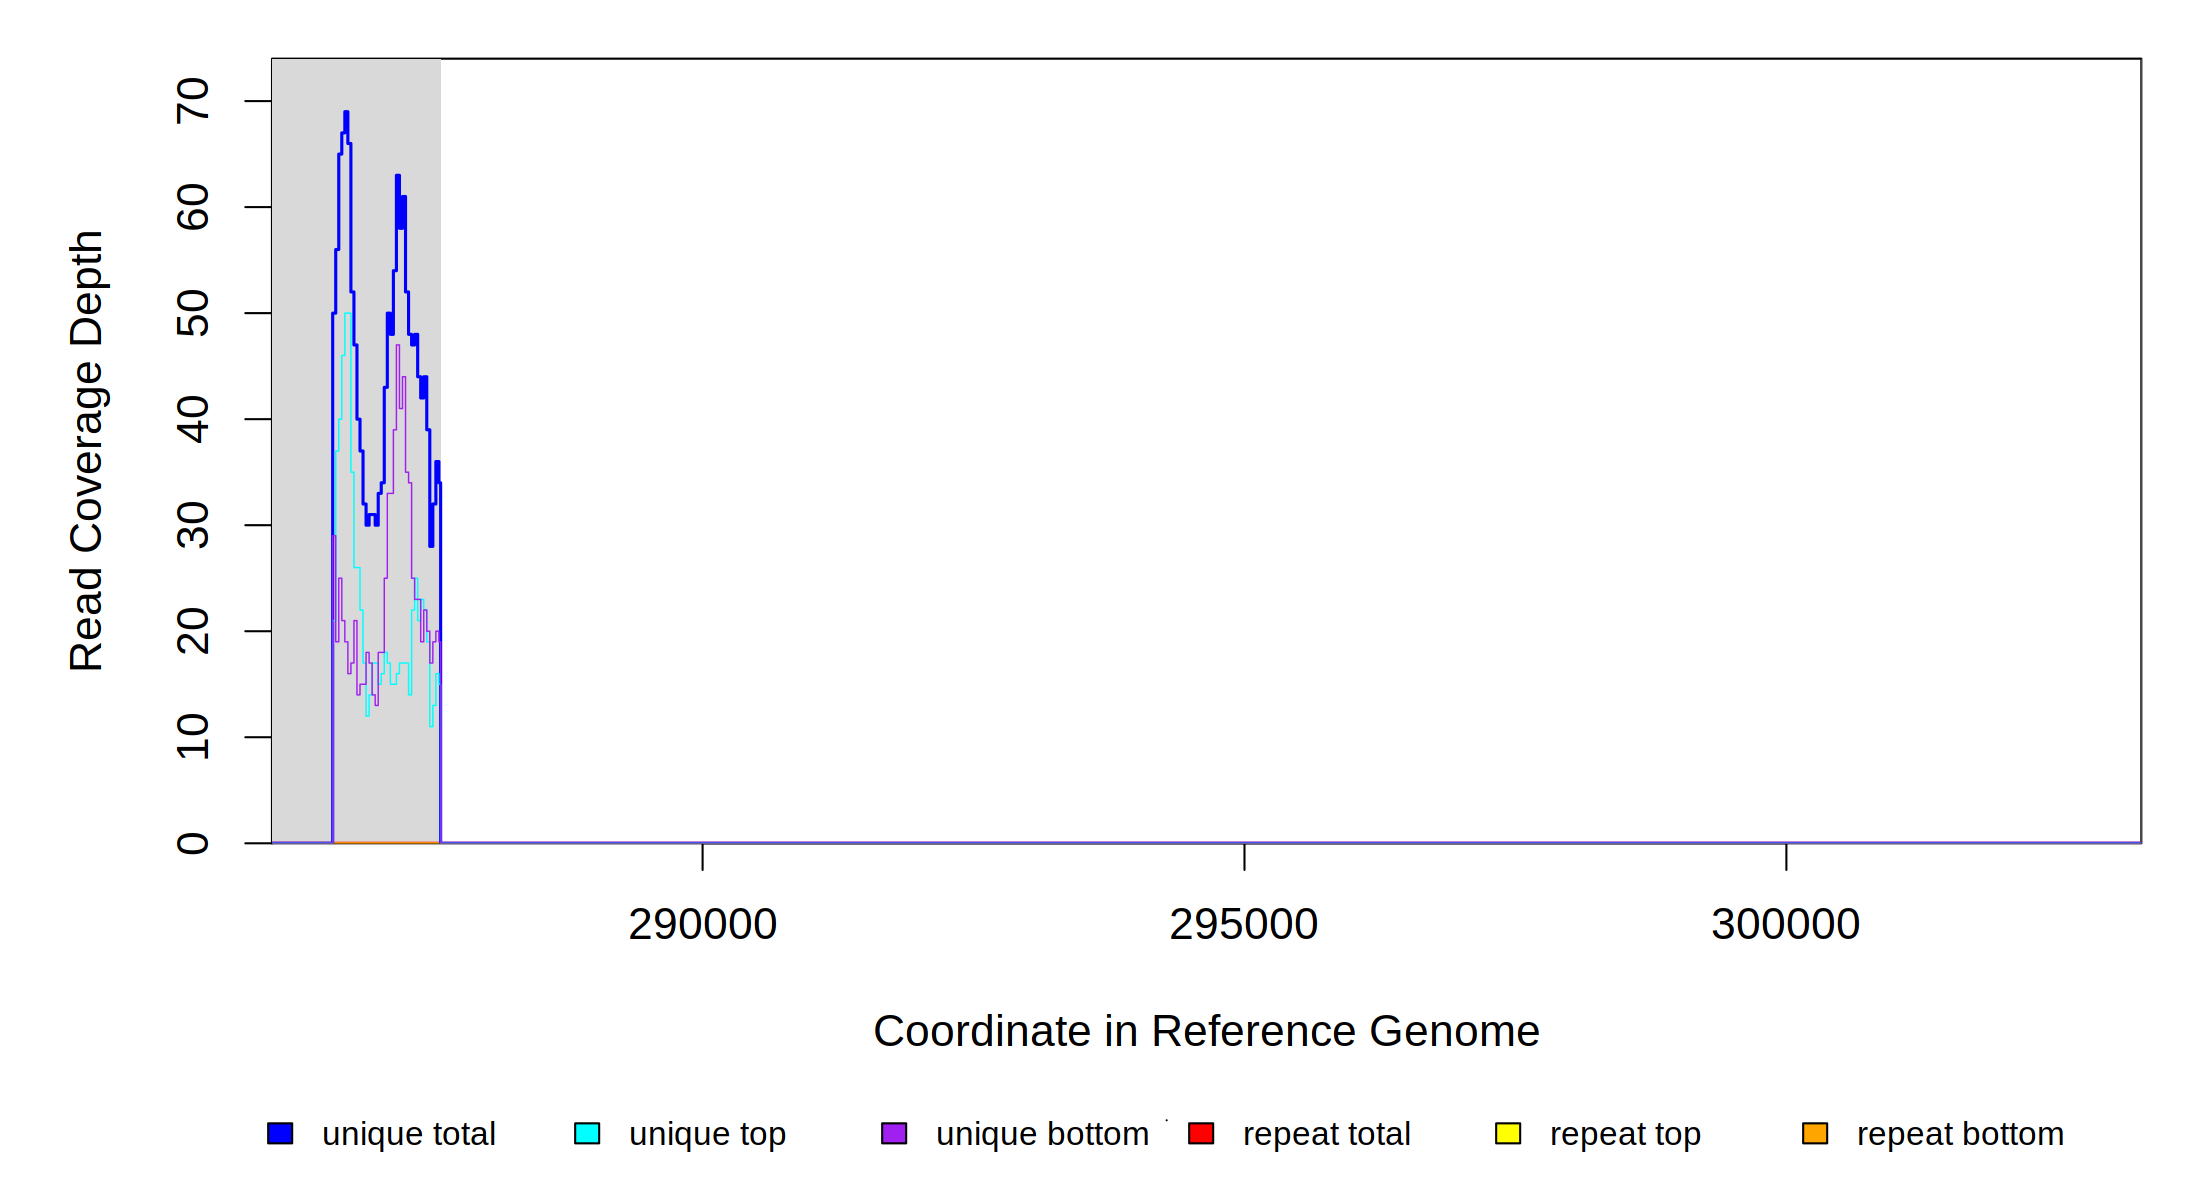 70
60
50
40
30
20
10
0
Read Coverage Depth
290000 295000 300000
Coordinate in Reference Genome
unique total unique top unique bottom repeat total repeat top repeat bottom